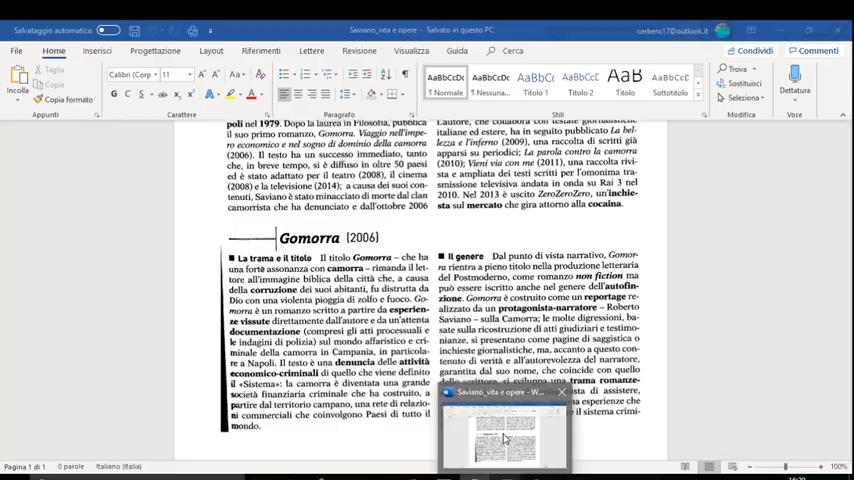 Salvataggio automatico
Saviano_vita e opere - Salvato in questo PC
cerbero17@outlook.it
File Home Inserisci Progettazione Layout Riferimenti Lettere Revisione Visualizza Guida Cerca
Condividi Commenti
Incolla
Taglia
Copia
Copia formato
Calibri (Corp 11
G C S
AaBbCcDc AaBbCcDc AaBbC AaBbCcD AaB AaBbCcD
¶ Normale ¶ Nessuna... Titolo 1 Titolo 2 Titolo Sottotitolo
Trova
Sostituisci
Seleziona
Dettatura
Appunti Carattere Paragrafo Stili Modifica Voce
poli nel 1979. Dopo la laurea in Filosofia, pubblica
il suo primo romanzo, Gomorra. Viaggio nell'impe-
ro economico e nel sogno di dominio della camorra
(2006). Il testo ha un successo immediato, tanto
che, in breve tempo, si è diffuso in oltre 50 paesi
ed è stato adattato per il teatro (2008), il cinema
(2008) e la televisione (2014); a causa dei suoi con-
tenuti, Saviano è stato minacciato di morte dal clan
camorrista che ha denunciato e dall'ottobre 2006
L'autore, che collabora con testate giornalistiche
italiane ed estere, ha in seguito pubblicato La bel-
lezza e l'inferno (2009), una raccolta di scritti già
apparsi su periodici; La parola contro la camorra
(2010); Vieni via con me (2011), una raccolta rivi-
sta e ampliata dei testi scritti per l'omonima tra-
smissione televisiva andata in onda su Rai 3 nel
2010. Nel 2013 è uscito ZeroZeroZero, un'inchie-
sta sul mercato che gira attorno alla cocaina.
Gomorra (2006)
■ La trama e il titolo Il titolo Gomorra – che ha
una forte assonanza con camorra – rimanda il let-
tore all'immagine biblica della città che, a causa
della corruzione dei suoi abitanti, fu distrutta da
Dio con una violenta pioggia di zolfo e fuoco. Go-
morra è un romanzo scritto a partire da esperien-
ze vissute direttamente dall'autore e da un'attenta
documentazione (compresi gli atti processuali e
le indagini di polizia) sul mondo affaristico e cri-
minale della camorra in Campania, in particola-
re a Napoli. Il testo è una denuncia delle attività
economico-criminali di quello che viene definito
il «Sistema»: la camorra è diventata una grande
società finanziaria criminale che ha costruito, a
partire dal territorio campano, una rete di relazio-
ni commerciali che coinvolgono Paesi di tutto il
mondo.
■ Il genere Dal punto di vista narrativo, Gomor-
ra rientra a pieno titolo nella produzione letteraria
del Postmoderno, come romanzo non fiction ma
può essere iscritto anche nel genere dell'autofin-
zione. Gomorra è costruito come un reportage re-
alizzato da un protagonista-narratore – Roberto
Saviano – sulla Camorra; le molte digressioni, ba-
sate sulla ricostruzione di atti giudiziari e testimo-
nianze, si presentano come pagine di saggistica o
inchieste giornalistiche, ma, accanto a questo con-
tenuto di verità e all'autorevolezza del narratore,
garantita dal suo nome, che coincide con quello
dello scrittore, si sviluppa una trama romanze-
di assistere,
esperienze che
o il sistema crimi-
Saviano_vita e opere - W...
Pagina 1 di 1 0 parole Italiano (Italia)
100%